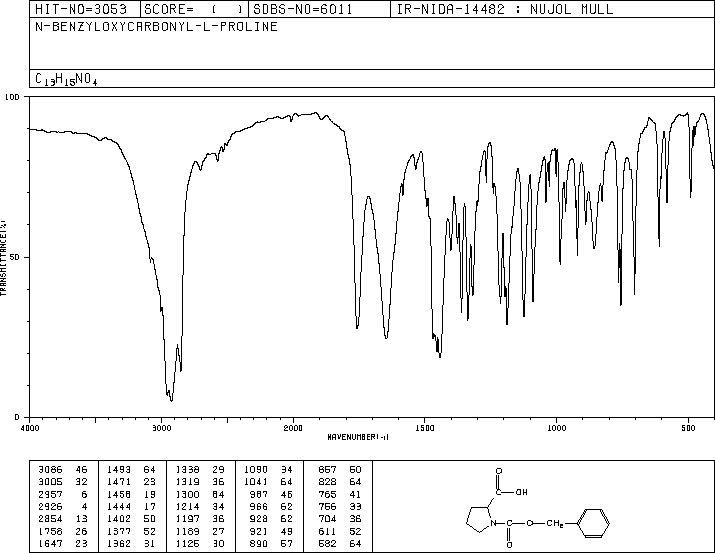 HIT-NO=3053 SCORE= ( ) SDBS-NO=6011 IR-NIDA-14482 : NUJOL MULL
N-BENZYLOXYCARBONYL-L-PROLINE
C13H15NO4
100
50
0
TRANSMITTANCE(%)
4000 3000 2000 1500 1000 500
WAVENUMBER(-1)
3086 46 1493 64 1338 29 1090 34 857 50
3005 32 1471 23 1319 36 1041 64 828 64
2957 6 1458 19 1300 64 987 46 765 41
2926 4 1444 17 1214 34 966 62 756 33
2854 13 1402 50 1197 36 928 62 704 36
1758 26 1377 52 1189 27 921 49 611 52
1647 23 1362 31 1125 30 890 57 582 64
O
C-OH
N-C-O-CH2
O